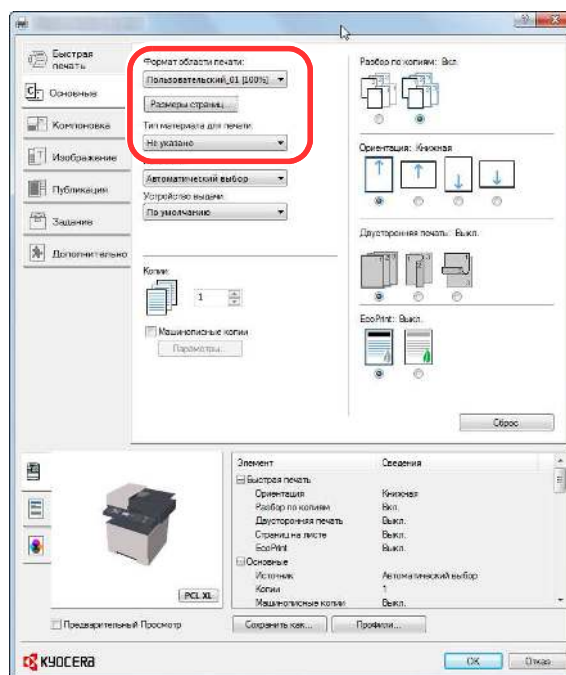 Быстрая
печать
Основные
Компоновка
Изображение
Публикации
Задание
Дополнительно
Формат области печати:
Пользовательский_01 [100%]
Размеры страниц...
Тип материала для печати:
Не указано
Автоматический выбор
Устройство выдачи:
По умолчанию
Копии:
1
Машинописные копии
Параметры...
Разбор по копиям: Вкл.
Ориентация: Книжная
Двусторонняя печать: Выкл.
EcoPrint: Выкл.
Сброс
PCL XL
Предварительный Просмотр
Элемент Сведения
Быстрая печать
Ориентация Книжная
Разбор по копиям Вкл.
Двусторонняя печать Выкл.
Страниц на листе Выкл.
EcoPrint Выкл.
Основные
Источник Автоматический выбор
Копии 1
Машинописные копии Выкл.
Сохранить как... Профили...
KYOCERA
OK Отказ